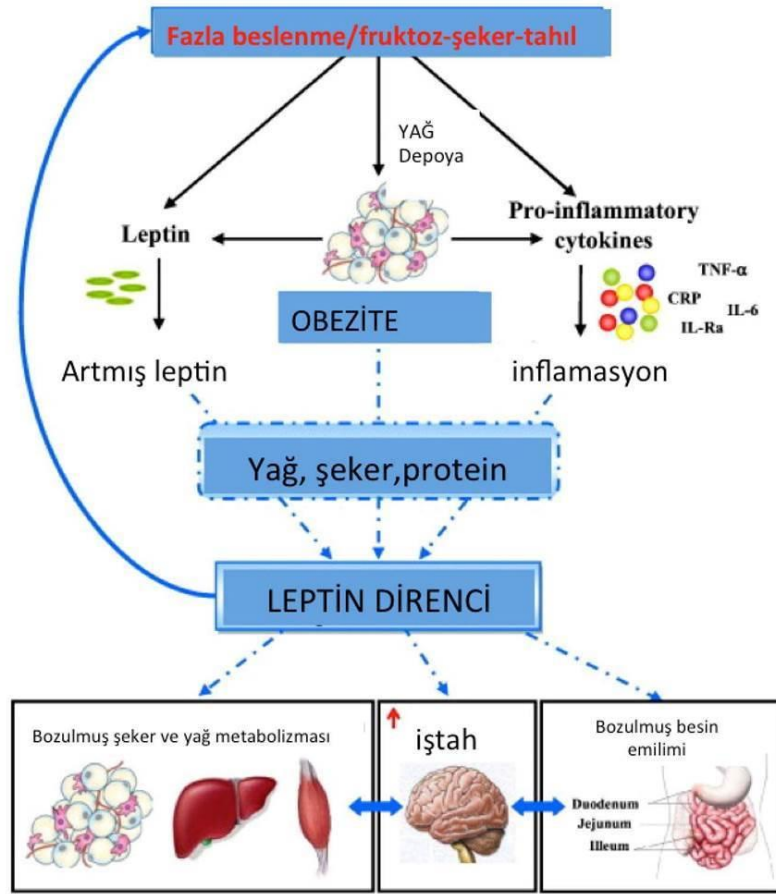 Fazla beslenme/fruktoz-şeker-tahıl
YAĞ
Depoya
Leptin
Pro-inflammatory
cytokines
TNF-α
CRP
IL-6
IL-Ra
OBEZİTE
Artmış leptin
inflamasyon
Yağ, şeker,protein
LEPTİN DİRENCİ
Bozulmuş şeker ve yağ metabolizması
iştah
Bozulmuş besin
emilimi
Duodenum
Jejunum
Illeum